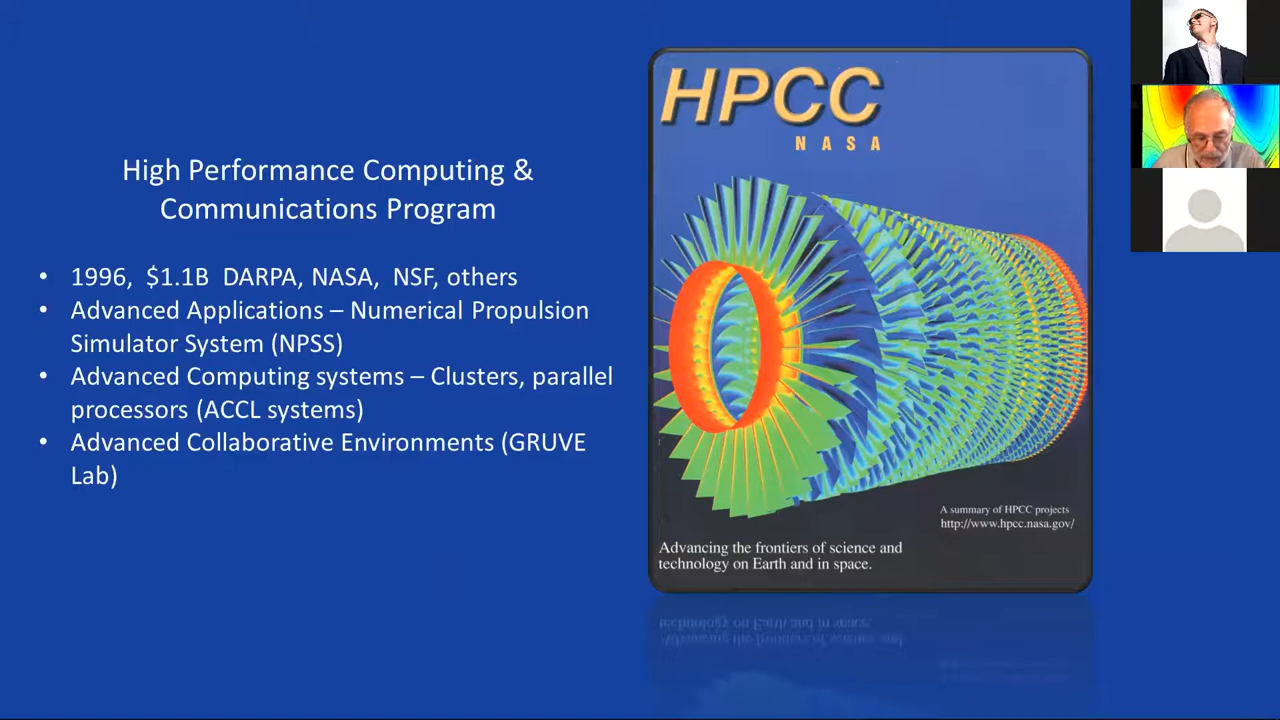 High Performance Computing &
Communications Program
• 1996, $1.1B DARPA, NASA, NSF, others
• Advanced Applications – Numerical Propulsion
Simulator System (NPSS)
• Advanced Computing systems – Clusters, parallel
processors (ACCL systems)
• Advanced Collaborative Environments (GRUVE
Lab)
HPCC
NASA
A summary of HPCC projects
http://www.hpcc.nasa.gov/
Advancing the frontiers of science and
technology on Earth and in space.